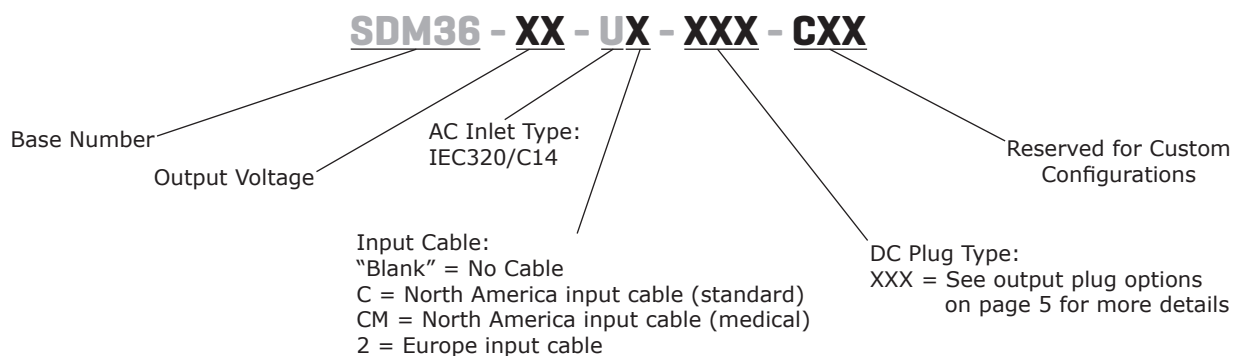 SDM36 - XX - UX - XXX - CXX
Base Number
Output Voltage
AC Inlet Type:
IEC320/C14
Input Cable:
“Blank” = No Cable
C = North America input cable (standard)
CM = North America input cable (medical)
2 = Europe input cable
DC Plug Type:
XXX = See output plug options
on page 5 for more details
Reserved for Custom
Configurations